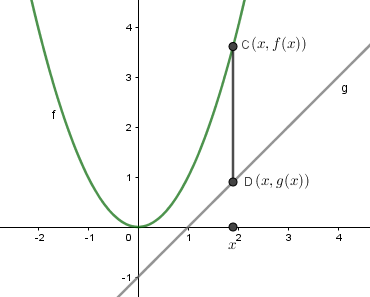 4
C (x, f(x))
3
g
f
2
1
D (x, g(x))
-2 -1 0 1 2 3 4
x
-1